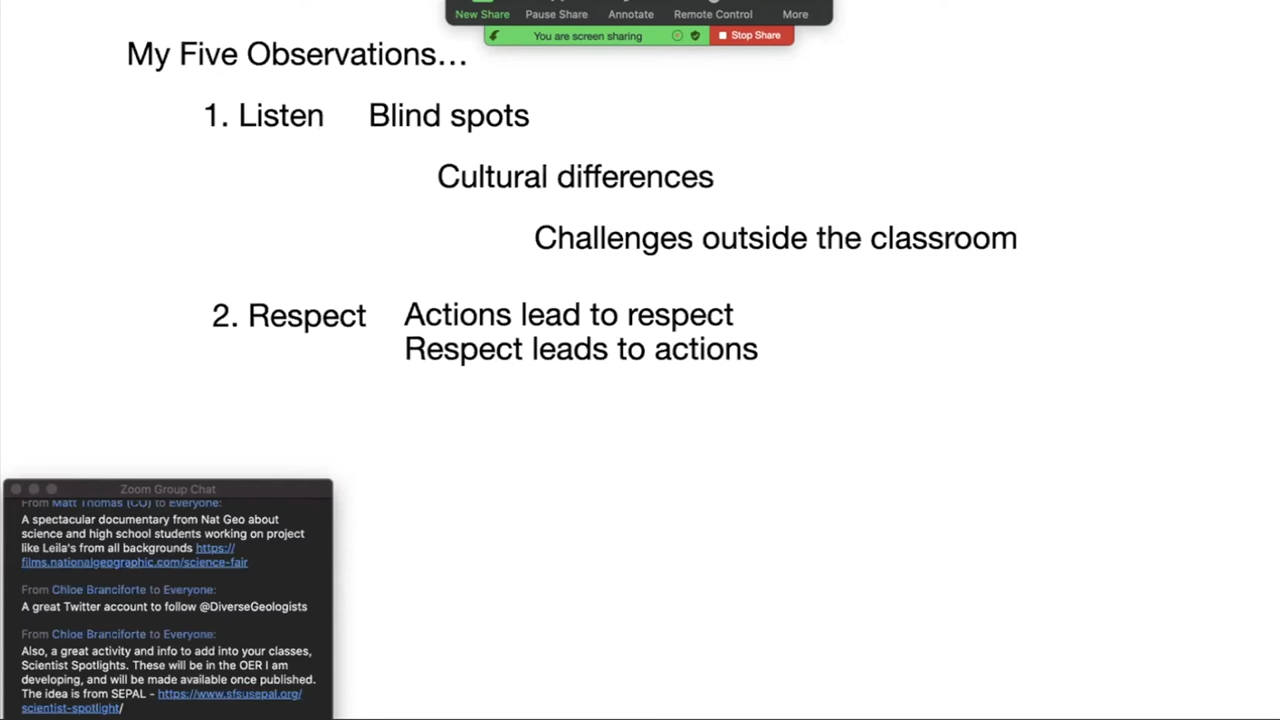 New Share Pause Share Annotate Remote Control More
You are screen sharing Stop Share
My Five Observations...
1. Listen Blind spots
Cultural differences
Challenges outside the classroom
2. Respect Actions lead to respect
Respect leads to actions
Zoom Group Chat
From Matt Thomas (CO) to Everyone:
A spectacular documentary from Nat Geo about
science and high school students working on project
like Leila's from all backgrounds https://
films.nationalgeographic.com/science-fair
From Chloe Branciforte to Everyone:
A great Twitter account to follow @DiverseGeologists
From Chloe Branciforte to Everyone:
Also, a great activity and info to add into your classes,
Scientist Spotlights. These will be in the OER I am
developing, and will be made available once published.
The idea is from SEPAL - https://www.sfsusepal.org/
scientist-spotlight/